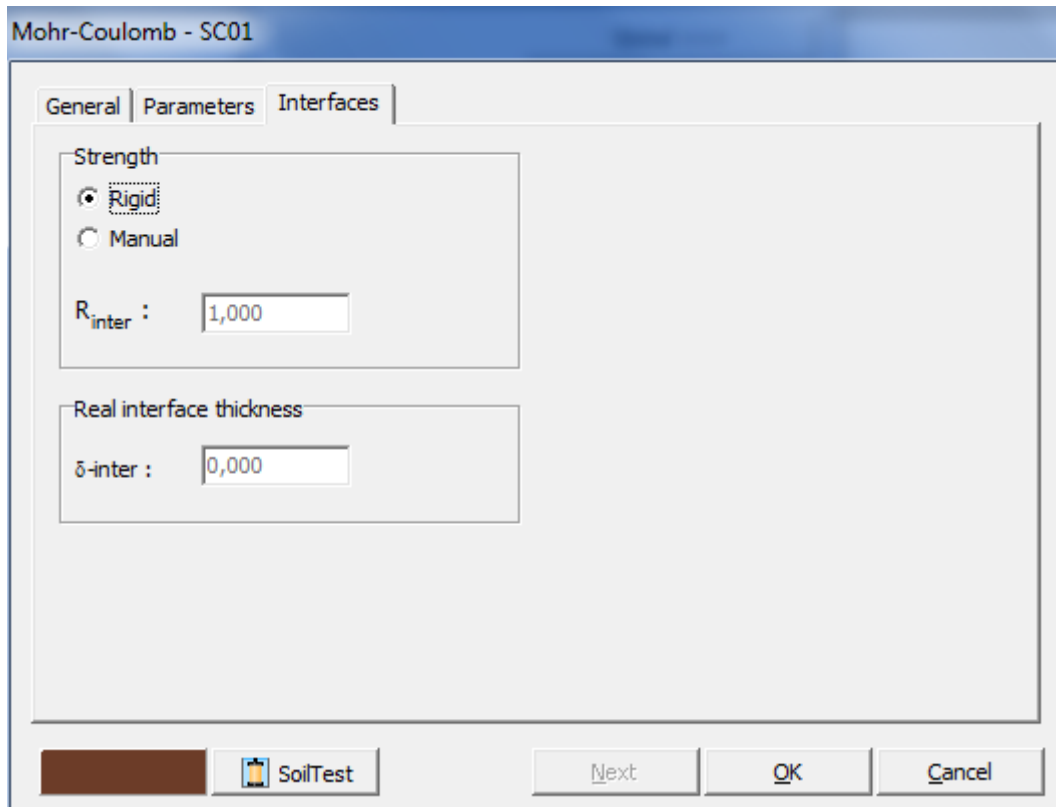 Mohr-Coulomb - SC01
General Parameters Interfaces
Strength
Rigid
Manual
Rinter : 1,000
Real interface thickness
δ-inter : 0,000
SoilTest Next OK Cancel